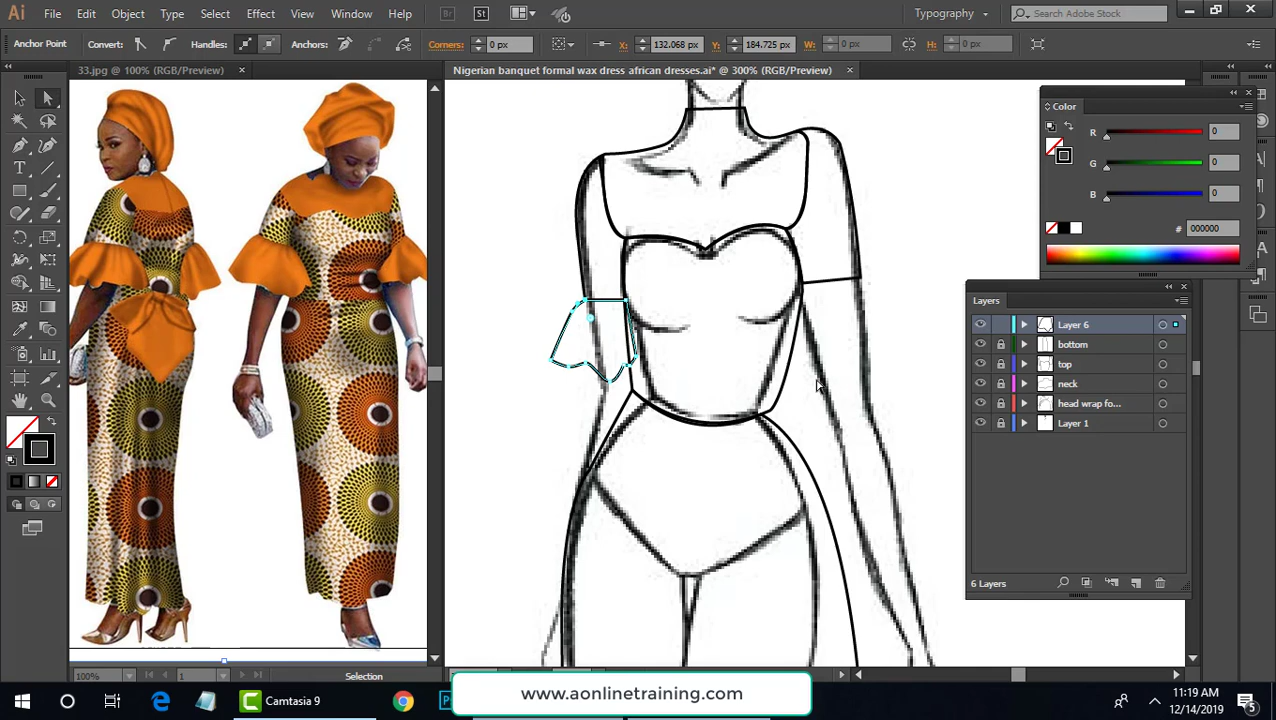 Ai File Edit Object Type Select Effect View Window Help Br St Typography Search Adobe Stock
Anchor Point Convert: Handles: Anchors: Corners: 0 px X: 132.068 px Y: 184.725 px W: 0 px H: 0 px
33.jpg @ 100% (RGB/Preview) Nigerian banquet formal wax dress african dresses.ai* @ 300% (RGB/Preview)
Color
R 0
G 0
B 0
# 000000
Layers
Layer 6
bottom
top
neck
head wrap fo...
Layer 1
6 Layers
100% 1 Selection
www.aonlinetraining.com
Camtasia 9
11:19 AM
12/14/2019
5